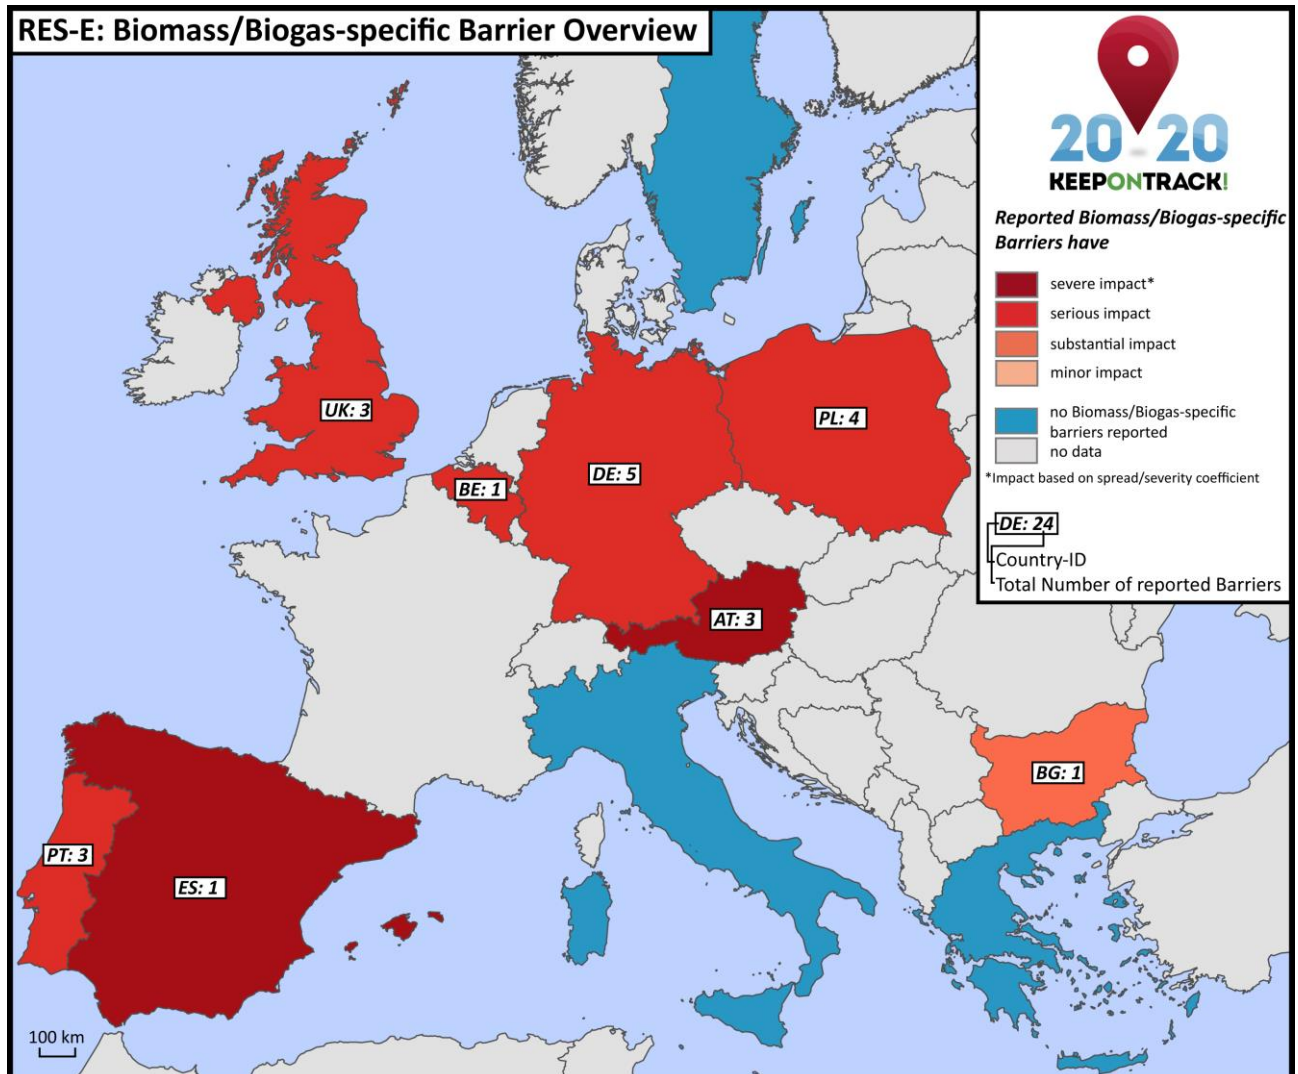 RES-E: Biomass/Biogas-specific Barrier Overview
20 20
KEEPONTRACK!
Reported Biomass/Biogas-specific
Barriers have
severe impact*
serious impact
substantial impact
minor impact
no Biomass/Biogas-specific
barriers reported
no data
*Impact based on spread/severity coefficient
DE: 24
Country-ID
Total Number of reported Barriers
UK: 3
PL: 4
DE: 5
BE: 1
AT: 3
BG: 1
PT: 3
ES: 1
100 km